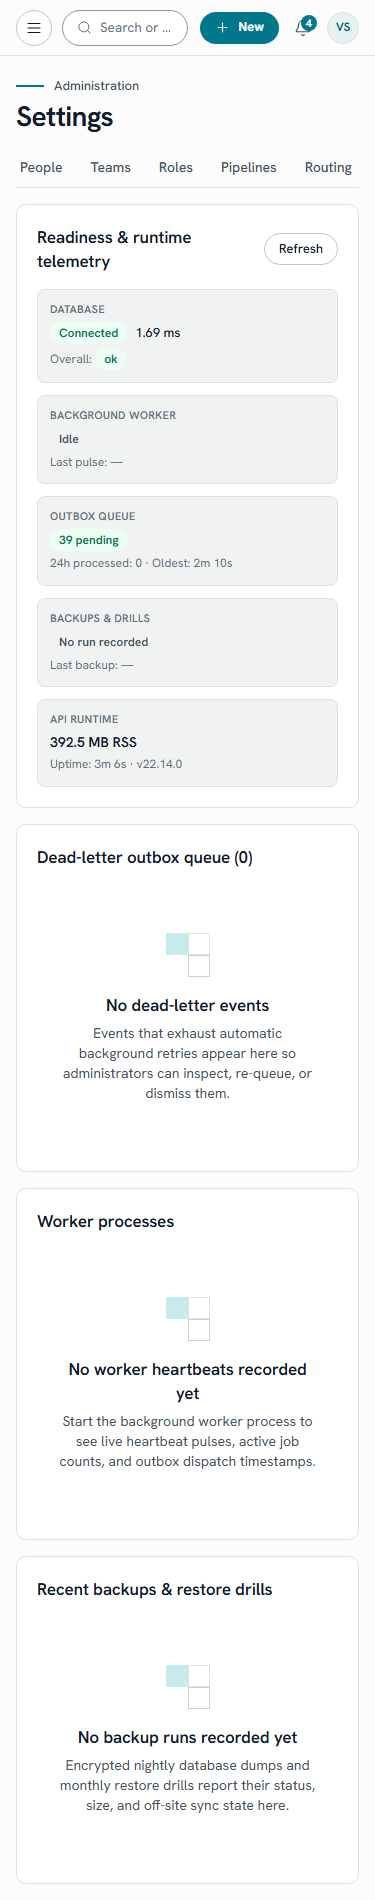 Search or ...
New
4
VS
Administration
Settings
People Teams Roles Pipelines Routing
Readiness & runtime
telemetry
Refresh
DATABASE
Connected 1.69 ms
Overall: ok
BACKGROUND WORKER
Idle
Last pulse: —
OUTBOX QUEUE
39 pending
24h processed: 0 · Oldest: 2m 10s
BACKUPS & DRILLS
No run recorded
Last backup: —
API RUNTIME
392.5 MB RSS
Uptime: 3m 6s · v22.14.0
Dead-letter outbox queue (0)
No dead-letter events
Events that exhaust automatic
background retries appear here so
administrators can inspect, re-queue, or
dismiss them.
Worker processes
No worker heartbeats recorded
yet
Start the background worker process to
see live heartbeat pulses, active job
counts, and outbox dispatch timestamps.
Recent backups & restore drills
No backup runs recorded yet
Encrypted nightly database dumps and
monthly restore drills report their status,
size, and off-site sync state here.